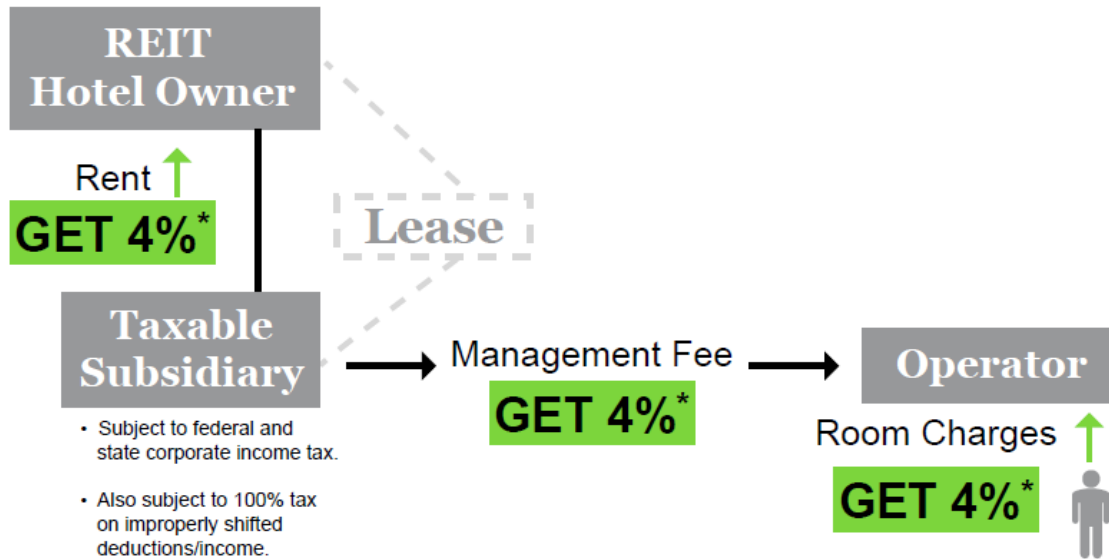 REIT
Hotel Owner
Rent
GET 4%*
Lease
Taxable
Subsidiary
Management Fee
GET 4%*
Operator
• Subject to federal and
state corporate income tax.
• Also subject to 100% tax
on improperly shifted
deductions/income.
Room Charges
GET 4%*